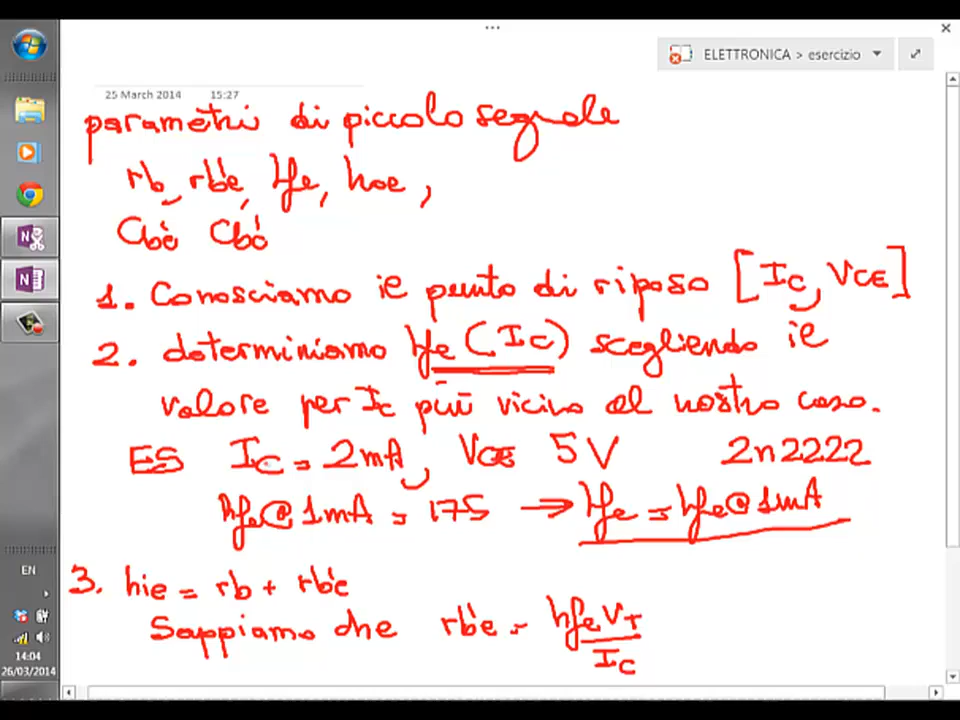 ELETTRONICA > esercizio
25 March 2014 15:27
parametri di piccolo segnale
rb, rb'e, hfe, hoe,
Cb'e Cb'c
1. Conosciamo il punto di riposo [Ic, VCE]
2. determiniamo hfe (Ic) scegliendo il
valore per Ic più vicino al nostro caso.
ES Ic = 2mA, VCE 5V 2n2222
hfe@1mA = 175 → hfe = hfe@1mA
3. hie = rb + rb'e
Sappiamo che rb'e = hfe VT / Ic
EN
14:04
26/03/2014